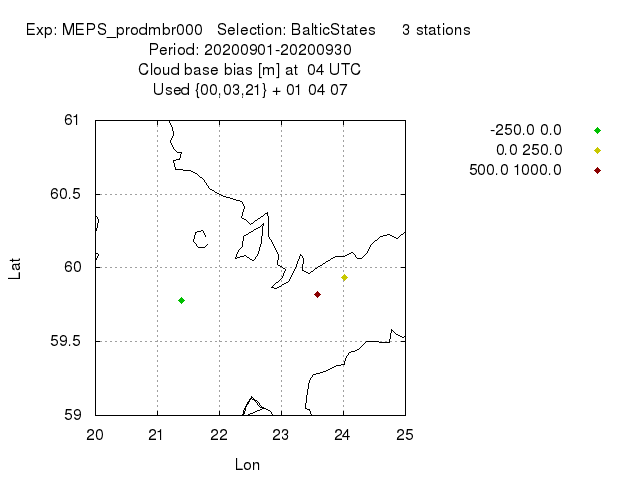 Exp: MEPS_prodmbr000 Selection: BalticStates 3 stations
Period: 20200901-20200930
Cloud base bias [m] at 04 UTC
Used {00,03,21} + 01 04 07
-250.0 0.0
0.0 250.0
500.0 1000.0
61
60.5
60
59.5
59
Lat
20 21 22 23 24 25
Lon